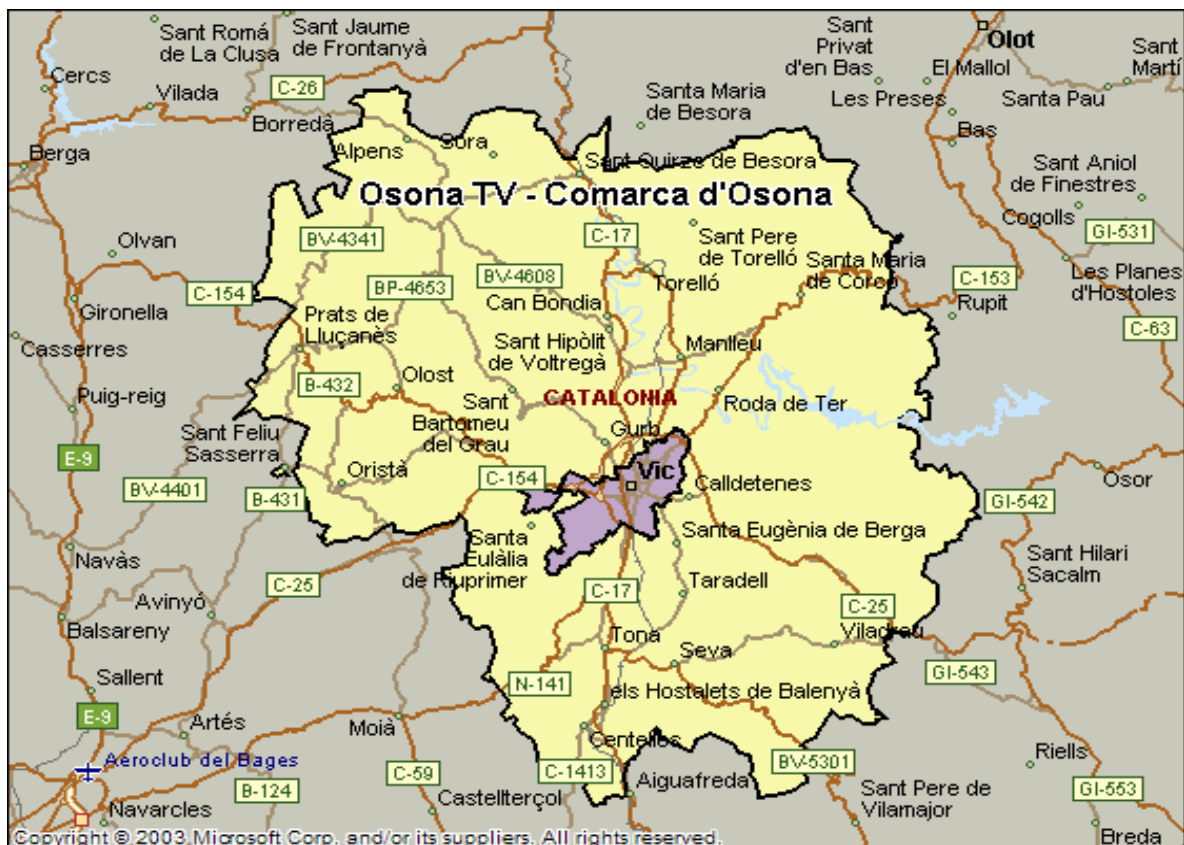 Sant Romá
de La Clusa
Sant Jaume
de Frontanyà
Sant
Privat
d'en Bas
Olot
El Mallol
Sant
Martí
Cercs
Vilada
C-26
Borredà
Santa Maria
de Besora
Les Preses
Santa Pau
Berga
Alpens
Sora
Sant Quirze de Besora
Bas
Sant Aniol
de Finestres
Osona TV - Comarca d'Osona
Cogolls
GI-531
Olvan
BV-4341
C-17
Sant Pere
de Torelló
Santa Maria
de Corcó
C-153
Les Planes
d'Hostoles
C-154
BP-4653
BV-4608
Torelló
Gironella
Can Bondia
Rupit
Prats de
Lluçanès
Sant Hipòlit
de Voltregà
Manlleu
C-63
Casserres
B-432
Olost
CATALONIA
Roda de Ter
Puig-reig
Sant
Bartomeu
del Grau
Gurb
Sant Feliu
Sasserra
E-9
Oristà
C-154
Vic
Osor
BV-4401
B-431
Calldetenes
GI-542
Santa
Eulàlia
de Riuprimer
Santa Eugènia de Berga
Navàs
Sant Hilari
Sacalm
C-25
C-17
Taradell
Avinyó
C-25
Balsareny
Tona
Viladrau
Seva
Sallent
N-141
els Hostalets de Balenyà
GI-543
E-9
Artés
Moià
Centelles
Riells
Aeroclub del Bages
C-59
C-1413
BV-5301
B-124
Aiguafreda
GI-553
Navarcles
Castellterçol
Sant Pere de
Vilamajor
Breda
Copyright © 2003 Microsoft Corp. and/or its suppliers. All rights reserved.